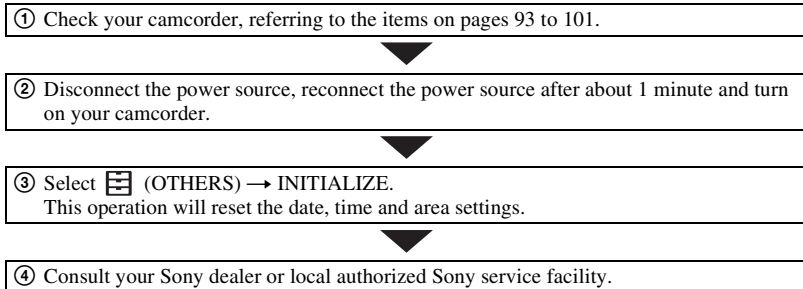 ① Check your camcorder, referring to the items on pages 93 to 101.
② Disconnect the power source, reconnect the power source after about 1 minute and turn
on your camcorder.
③ Select (OTHERS) → INITIALIZE.
This operation will reset the date, time and area settings.
④ Consult your Sony dealer or local authorized Sony service facility.